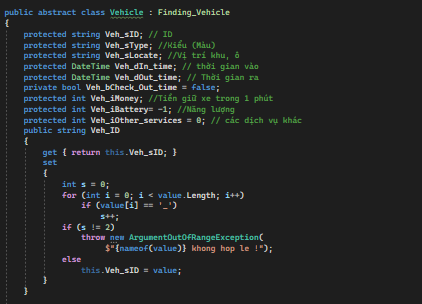 public abstract class Vehicle : Finding_Vehicle
{
    protected string Veh_sID; // ID
    protected string Veh_sType; //Kiểu (Màu)
    protected string Veh_sLocate; //Vị trí khu, ô
    protected DateTime Veh_dIn_time; // thời gian vào
    protected DateTime Veh_dOut_time; // Thời gian ra
    private bool Veh_bCheck_Out_time = false;
    protected int Veh_iMoney; //Tiền giữ xe trong 1 phút
    protected int Veh_iBattery= -1; //Năng lượng
    protected int Veh_iOther_services = 0; // các dịch vụ khác
    public string Veh_ID
    {
        get { return this.Veh_sID; }
        set
        {
            int s = 0;
            for (int i = 0; i < value.Length; i++)
                if (value[i] == '_')
                    s++;
            if (s != 2)
                throw new ArgumentOutOfRangeException(
                    $"{nameof(value)} khong hop le !");
            else
                this.Veh_sID = value;
        }
    }